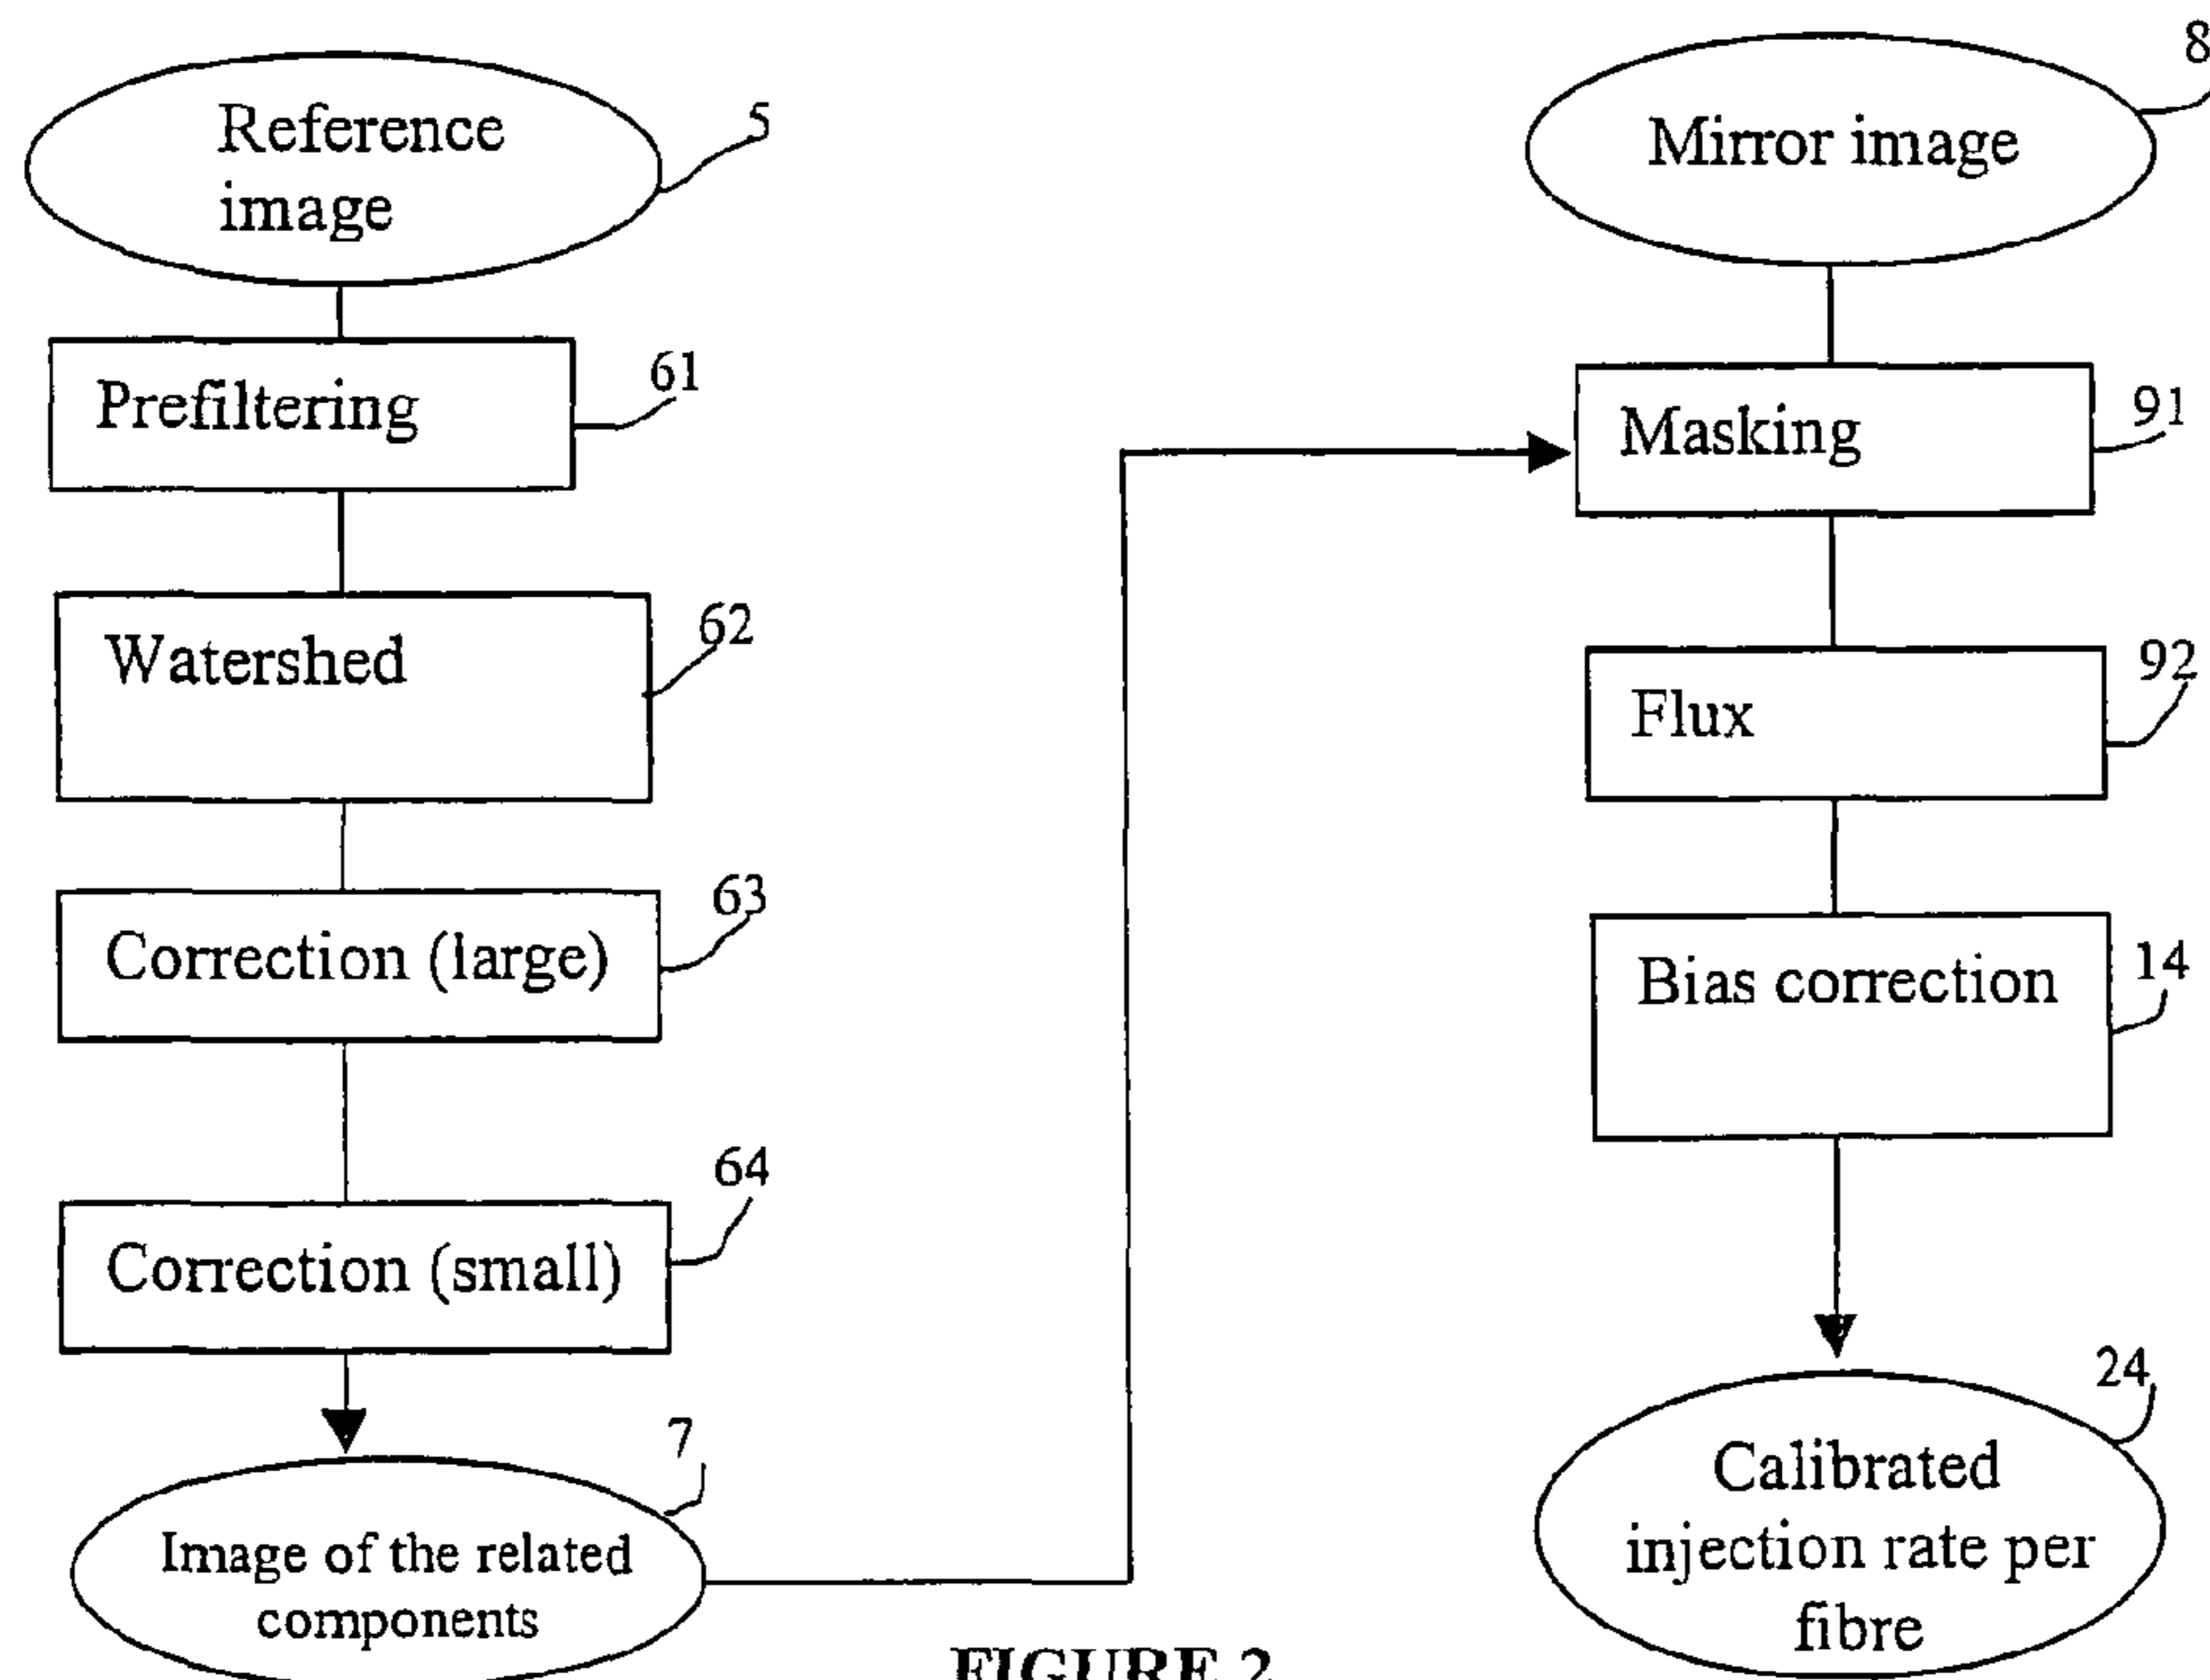 Reference
image
5
Prefiltering
61
Watershed
62
Correction (large)
63
Correction (small)
64
Image of the related
components
7
Mirror image
8
Masking
91
Flux
92
Bias correction
14
Calibrated
injection rate per
fibre
24
FIGURE 2